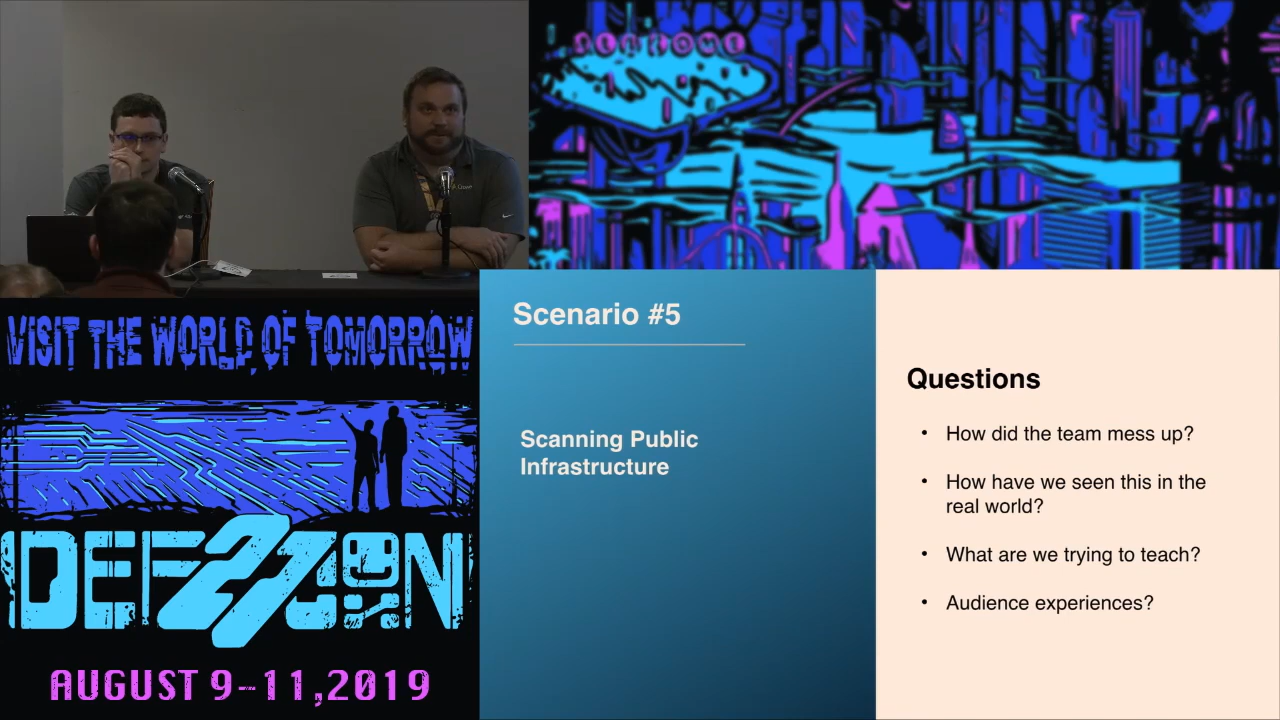 WELCOME
VISIT THE WORLD OF TOMORROW
DEF 27 CON
AUGUST 9-11,2019
Scenario #5
Scanning Public
Infrastructure
Questions
• How did the team mess up?
• How have we seen this in the
real world?
• What are we trying to teach?
• Audience experiences?